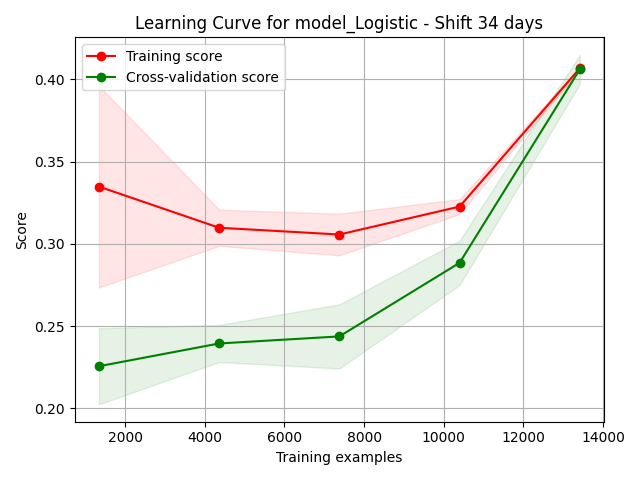 Learning Curve for model_Logistic - Shift 34 days
Training score
Cross-validation score
0.40
0.35
0.30
0.25
0.20
Score
2000 4000 6000 8000 10000 12000 14000
Training examples